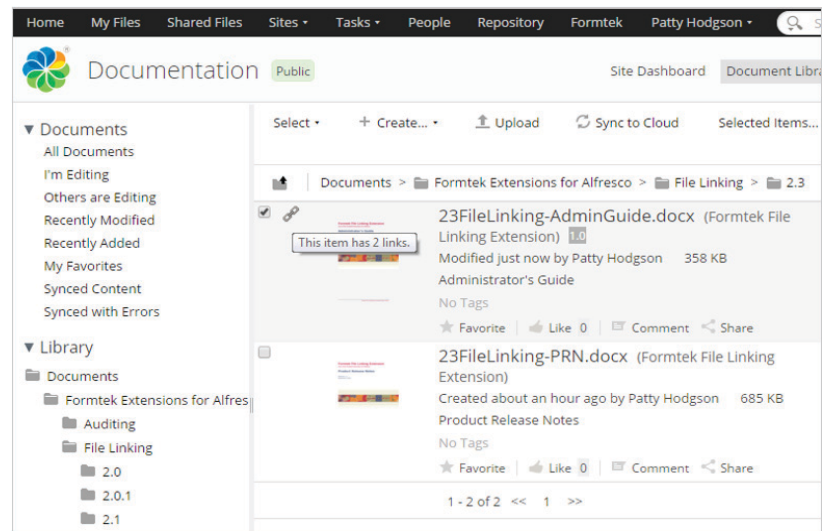 Home My Files Shared Files Sites Tasks People Repository Formtek Patty Hodgson
Documentation Public Site Dashboard Document Libra
Select + Create... Upload Sync to Cloud Selected Items...
Documents
All Documents
I'm Editing
Others are Editing
Recently Modified
Recently Added
My Favorites
Synced Content
Synced with Errors
Library
Documents
Formtek Extensions for Alfres
Auditing
File Linking
2.0
2.0.1
2.1
Documents > Formtek Extensions for Alfresco > File Linking > 2.3
This item has 2 links.
23FileLinking-AdminGuide.docx (Formtek File
Linking Extension) 1.0
Modified just now by Patty Hodgson 358 KB
Administrator's Guide
No Tags
Favorite Like 0 Comment Share
23FileLinking-PRN.docx (Formtek File Linking
Extension)
Created about an hour ago by Patty Hodgson 685 KB
Product Release Notes
No Tags
Favorite Like 0 Comment Share
1 - 2 of 2 << 1 >>